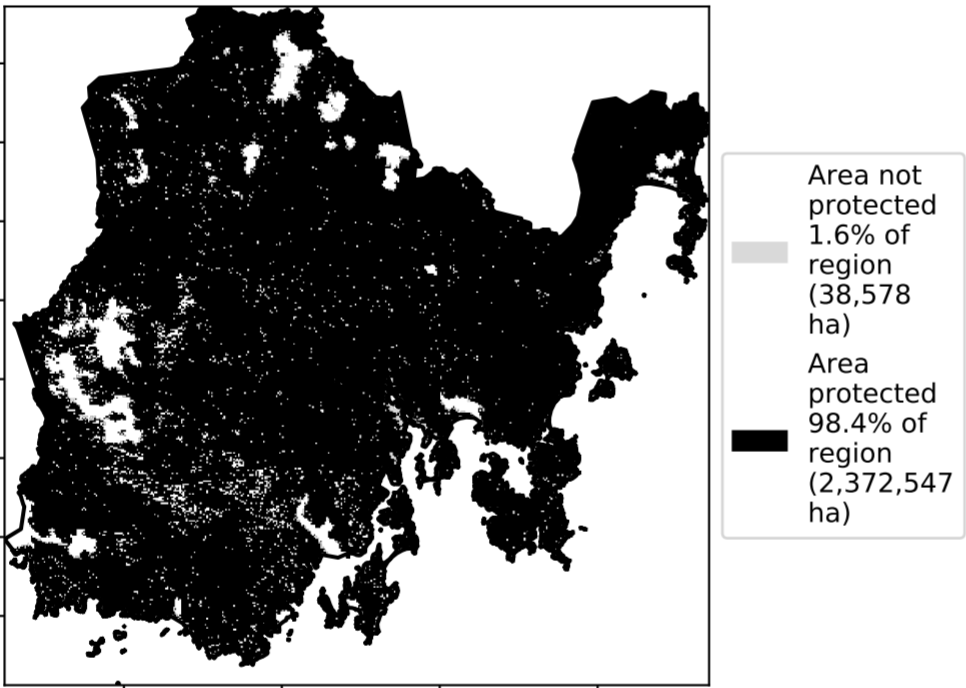 Area not
protected
1.6% of
region
(38,578
ha)
Area
protected
98.4% of
region
(2,372,547
ha)